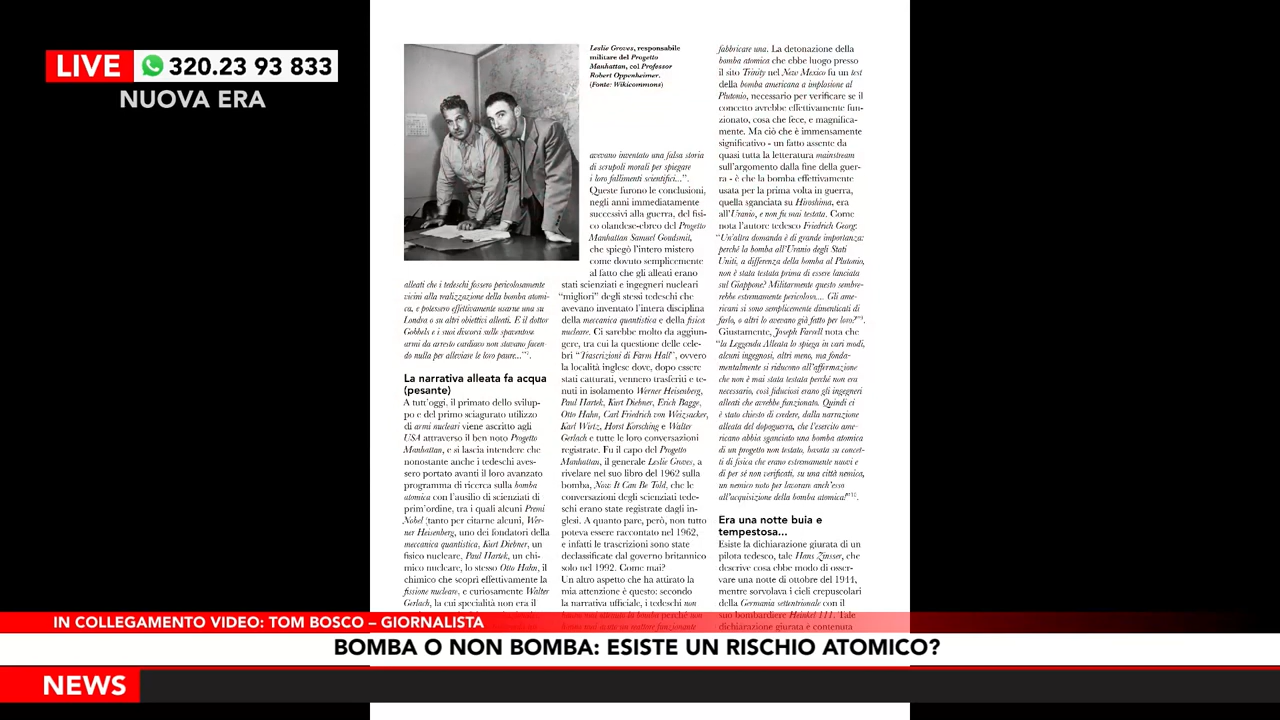 LIVE
320.23 93 833
NUOVA ERA
Leslie Groves, responsabile
militare del Progetto
Manhattan, col Professor
Robert Oppenheimer.
(Fonte: Wikicommons)
alleati che i tedeschi fossero pericolosamente
vicini alla realizzazione della bomba atomi-
ca, e potessero effettivamente usarne una su
Londra o su altri obiettivi alleati. E il dottor
Göbbels e i suoi discorsi sulle spaventose
armi da arresto cardiaco non stavano facen-
do nulla per alleviare le loro paure...”
La narrativa alleata fa acqua
(pesante)
A tutt’oggi, il primato dello svilup-
po e del primo sciagurato utilizzo
di armi nucleari viene ascritto agli
USA attraverso il ben noto Progetto
Manhattan, e si lascia intendere che
nonostante anche i tedeschi aves-
sero portato avanti il loro avanzato
programma di ricerca sulla bomba
atomica con l’ausilio di scienziati di
prim’ordine, tra i quali alcuni Premi
Nobel (tanto per citarne alcuni, Wer-
ner Heisenberg, uno dei fondatori della
meccanica quantistica, Kurt Diebner, un
fisico nucleare, Paul Hartek, un chi-
mico nucleare, lo stesso Otto Hahn, il
chimico che scoprì effettivamente la
fissione nucleare, e curiosamente Walter
Gerlach, la cui specialità non era il
avevano inventato una falsa storia
di scrupoli morali per spiegare
i loro fallimenti scientifici...”.
Queste furono le conclusioni,
negli anni immediatamente
successivi alla guerra, del fisi-
co olandese-ebreo del Progetto
Manhattan Samuel Goudsmit,
che spiegò l’intero mistero
come dovuto semplicemente
al fatto che gli alleati erano
stati scienziati e ingegneri nucleari
“migliori” degli stessi tedeschi che
avevano inventato l’intera disciplina
della meccanica quantistica e della fisica
nucleare. Ci sarebbe molto da aggiun-
gere, tra cui la questione delle cele-
bri “Trascrizioni di Farm Hall”, ovvero
la località inglese dove, dopo essere
stati catturati, vennero trasferiti e te-
nuti in isolamento Werner Heisenberg,
Paul Hartek, Kurt Diebner, Erich Bagge,
Otto Hahn, Carl Friedrich von Weizsacker,
Karl Wirtz, Horst Korsching e Walter
Gerlach e tutte le loro conversazioni
registrate. Fu il capo del Progetto
Manhattan, il generale Leslie Groves, a
rivelare nel suo libro del 1962 sulla
bomba, Now It Can Be Told, che le
conversazioni degli scienziati tede-
schi erano state registrate dagli in-
glesi. A quanto pare, però, non tutto
poteva essere raccontato nel 1962,
e infatti le trascrizioni sono state
declassificate dal governo britannico
solo nel 1992. Come mai?
Un altro aspetto che ha attirato la
mia attenzione è questo: secondo
la narrativa ufficiale, i tedeschi non
fabbricare una. La detonazione della
bomba atomica che ebbe luogo presso
il sito Trinity nel New Mexico fu un test
della bomba americana a implosione al
Plutonio, necessario per verificare se il
concetto avrebbe effettivamente fun-
zionato, cosa che fece, e magnifica-
mente. Ma ciò che è immensamente
significativo - un fatto assente da
quasi tutta la letteratura mainstream
sull’argomento dalla fine della guer-
ra - è che la bomba effettivamente
usata per la prima volta in guerra,
quella sganciata su Hiroshima, era
all’Uranio, e non fu mai testata. Come
nota l’autore tedesco Friedrich Georg:
“Un’altra domanda è di grande importanza:
perché la bomba all’Uranio degli Stati
Uniti, a differenza della bomba al Plutonio,
non è stata testata prima di essere lanciata
sul Giappone? Militarmente questo sembre-
rebbe estremamente pericoloso.... Gli ame-
ricani si sono semplicemente dimenticati di
farlo, o altri lo avevano già fatto per loro?”
Giustamente, Joseph Farrell nota che
“la Leggenda Alleata lo spiega in vari modi,
alcuni ingegnosi, altri meno, ma fonda-
mentalmente si riducono all’affermazione
che non è mai stata testata perché non era
necessario, così fiduciosi erano gli ingegneri
alleati che avrebbe funzionato. Quindi ci
è stato chiesto di credere, dalla narrazione
alleata del dopoguerra, che l’esercito ame-
ricano abbia sganciato una bomba atomica
di un progetto non testato, basata su concet-
ti di fisica che erano estremamente nuovi e
di per sé non verificati, su una città nemica,
un nemico noto per lavorare anch’esso
all’acquisizione della bomba atomica!”
Era una notte buia e
tempestosa...
Esiste la dichiarazione giurata di un
pilota tedesco, tale Hans Zinsser, che
descrive cosa ebbe modo di osser-
vare una notte di ottobre del 1944,
mentre sorvolava i cieli crepuscolari
della Germania settentrionale con il
suo bombardiere Heinkel 111. Tale
dichiarazione giurata è contenuta
IN COLLEGAMENTO VIDEO: TOM BOSCO – GIORNALISTA
BOMBA O NON BOMBA: ESISTE UN RISCHIO ATOMICO?
NEWS